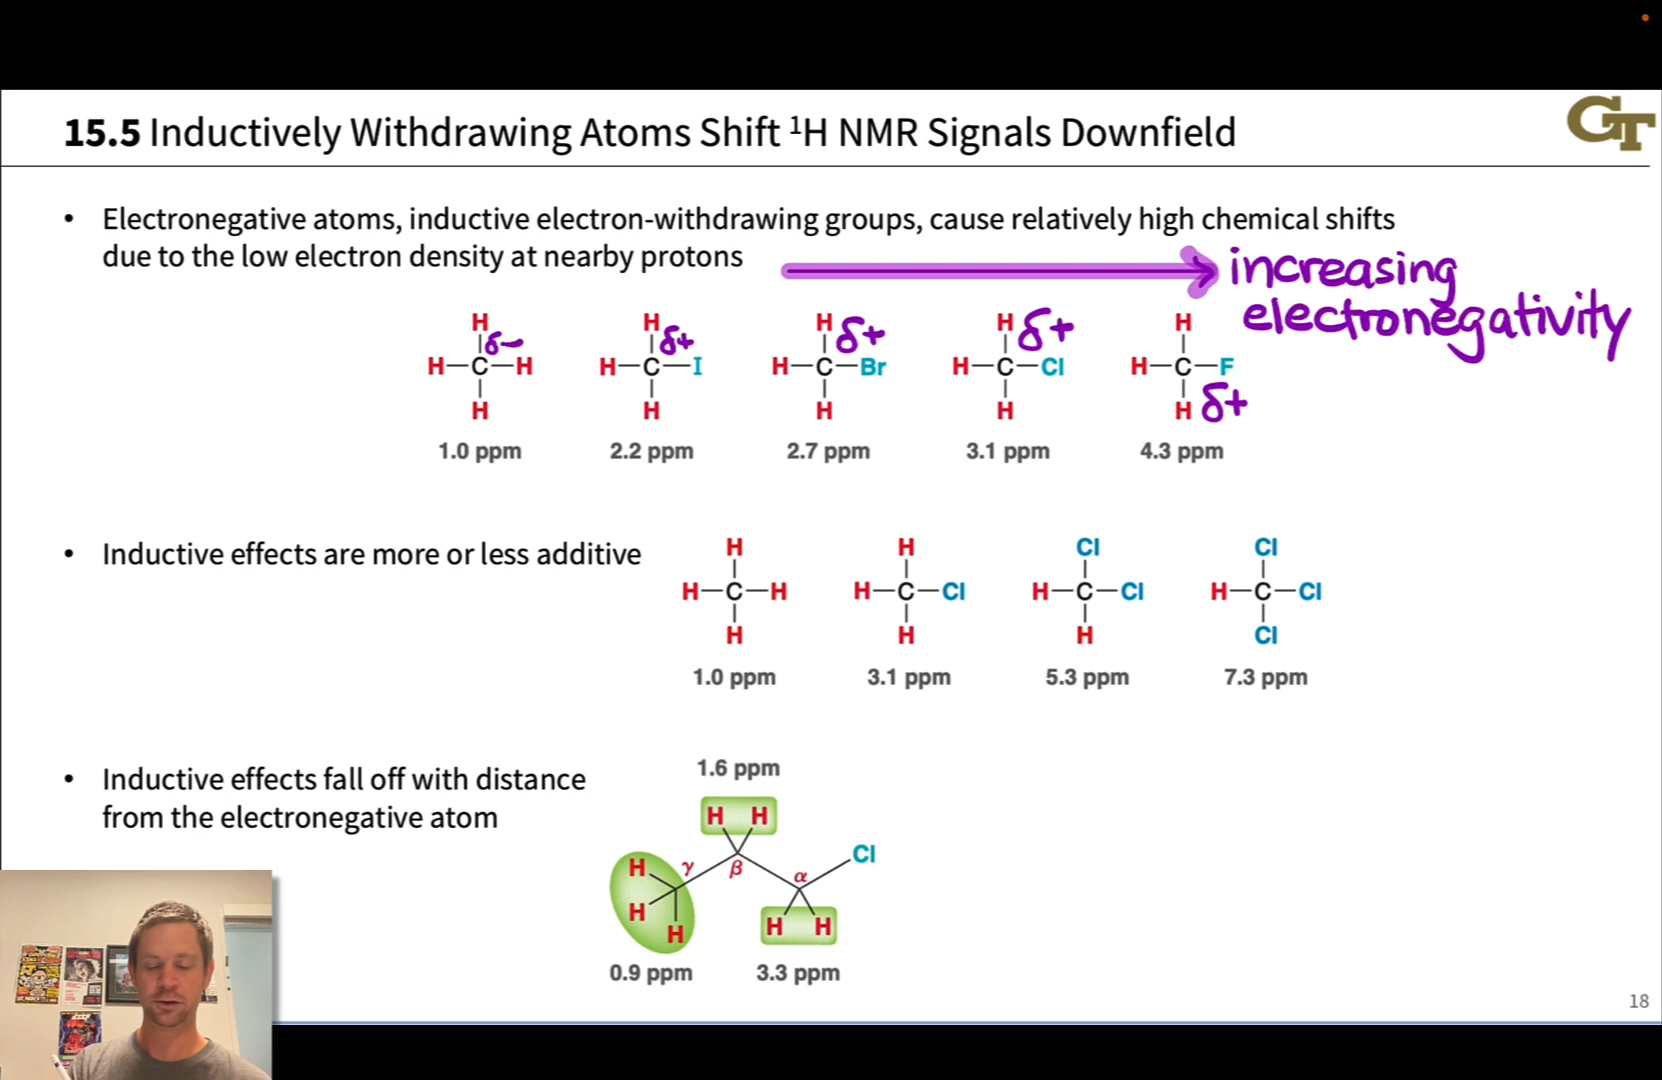 15.5 Inductively Withdrawing Atoms Shift ¹H NMR Signals Downfield
GT
• Electronegative atoms, inductive electron-withdrawing groups, cause relatively high chemical shifts
due to the low electron density at nearby protons
increasing
electronegativity
H H H H H
δ− δ+ δ+ δ+
H—C—H H—C—I H—C—Br H—C—Cl H—C—F
H H H H H δ+
1.0 ppm 2.2 ppm 2.7 ppm 3.1 ppm 4.3 ppm
• Inductive effects are more or less additive
H H Cl Cl
H—C—H H—C—Cl H—C—Cl H—C—Cl
H H H Cl
1.0 ppm 3.1 ppm 5.3 ppm 7.3 ppm
• Inductive effects fall off with distance
from the electronegative atom
1.6 ppm
H H
Cl
H γ β α
H H H H
0.9 ppm 3.3 ppm
18